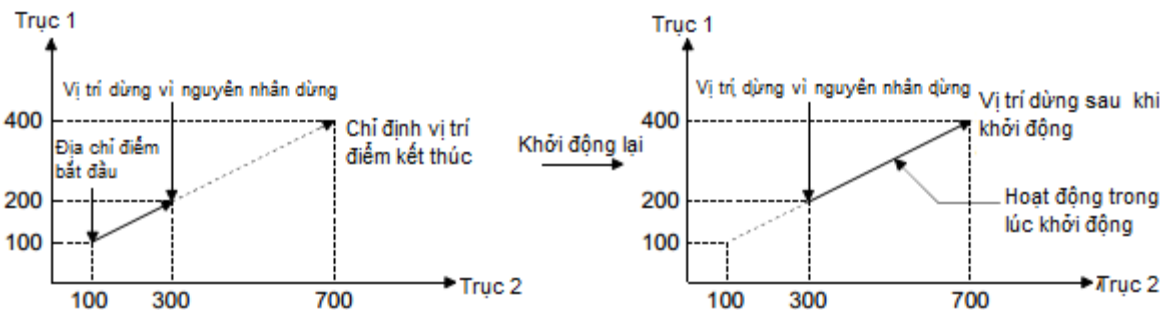 Trục 1
Vị trí dừng vì nguyên nhân dừng
400
Địa chỉ điểm
bắt đầu
Chỉ định vị trí
điểm kết thúc
200
100
100
300
700
Trục 2
Khởi động lại
Trục 1
Vị trí dừng vì nguyên nhân dừng
400
Vị trí dừng sau khi
khởi động
200
Hoạt động trong
lúc khởi động
100
100
300
700
Trục 2